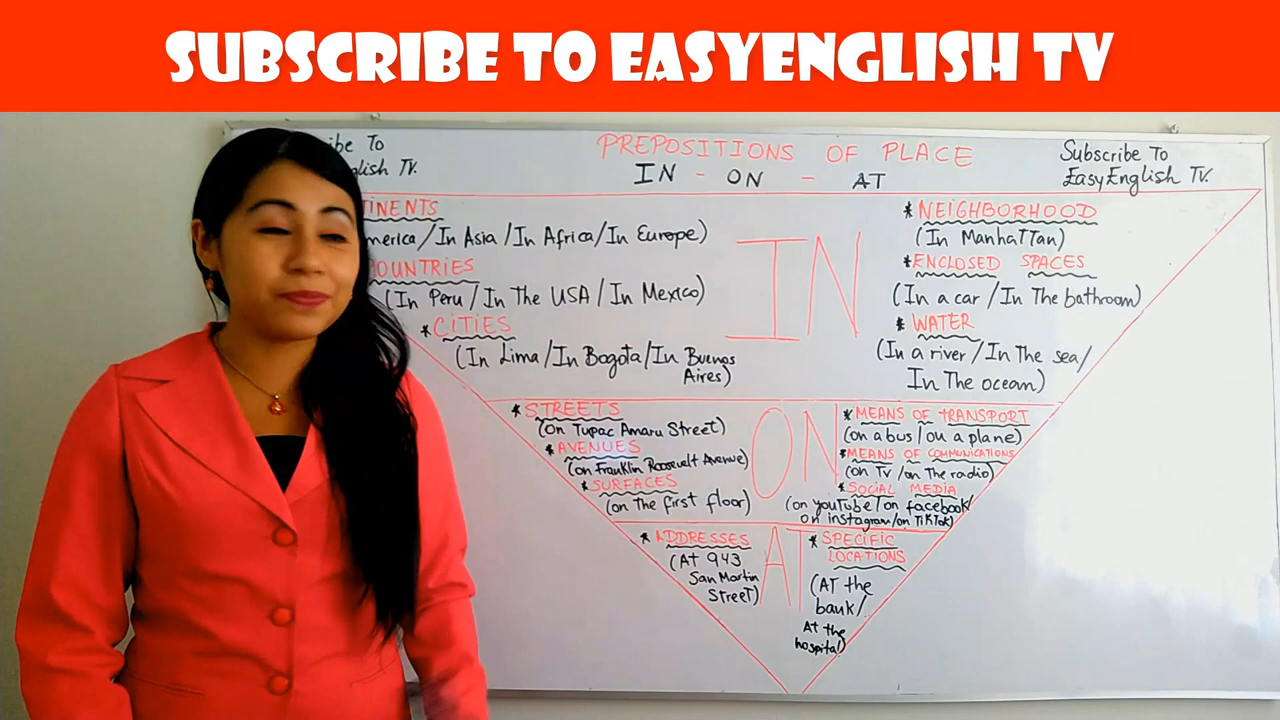 SUBSCRIBE TO EASYENGLISH TV
To
TV.
PREPOSITIONS OF PLACE
IN - ON - AT
Subscribe To
EasyEnglish TV.
/In Asia /In Africa/In Europe)
(In Peru/In The USA/In Mexico)
*CITIES
(In Lima/In Bogota/In Buenos
Aires)
IN
*NEIGHBORHOOD
(In ManhaTTan)
*ENCLOSED SPACES
(In a car/In The bathroom)
* WATER
(In a river/In The sea/
In The ocean)
*STREETS
(on Tupac Amaru Street)
*AVENUES
(on Franklin Roosevelt Avenue)
*SURFACES
(on The first floor)
ON
*MEANS OF TRANSPORT
(on a bus/on a plane)
*MEANS OF COMMUNICATIONS
(on Tv/on The radio)
*SOCIAL MEDIA
(on youTube/on facebook/
on instagram/on TiKTok)
* ADDRESSES
(AT 943
San Martin
StreeT)
AT
* SPECIFIC
LOCATIONS
(AT the
bank/
AT the
hospital)